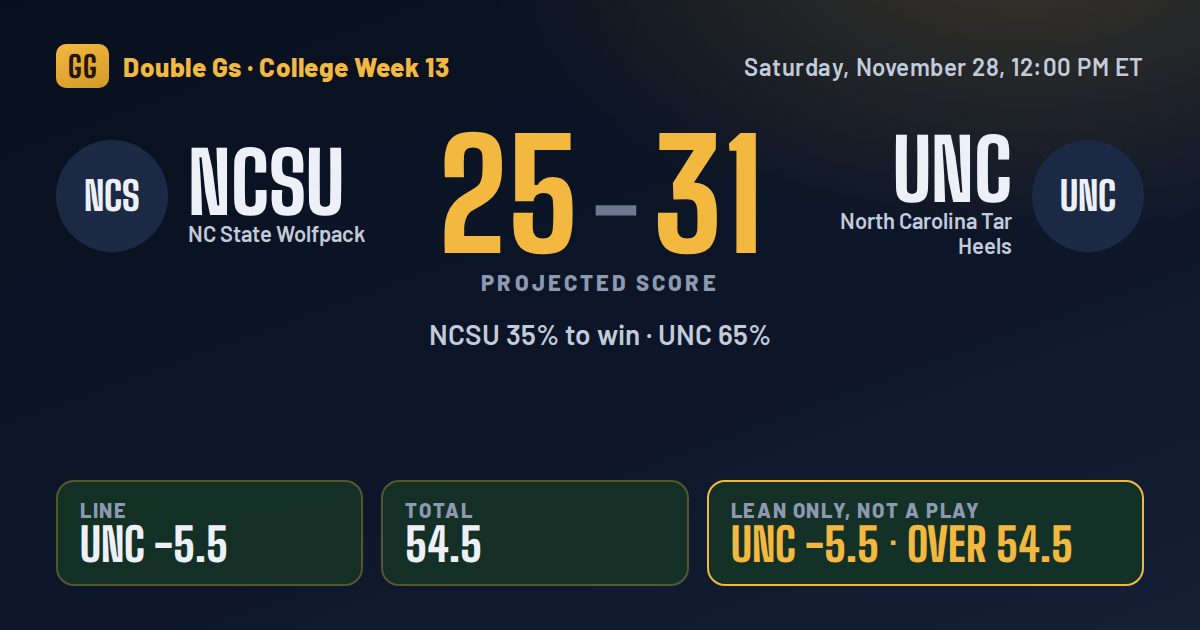 GG
Double Gs · College Week 13
Saturday, November 28, 12:00 PM ET
NCS
NCSU
NC State Wolfpack
25 – 31
PROJECTED SCORE
NCSU 35% to win · UNC 65%
UNC
North Carolina Tar
Heels
UNC
LINE
UNC −5.5
TOTAL
54.5
LEAN ONLY, NOT A PLAY
UNC −5.5 · OVER 54.5